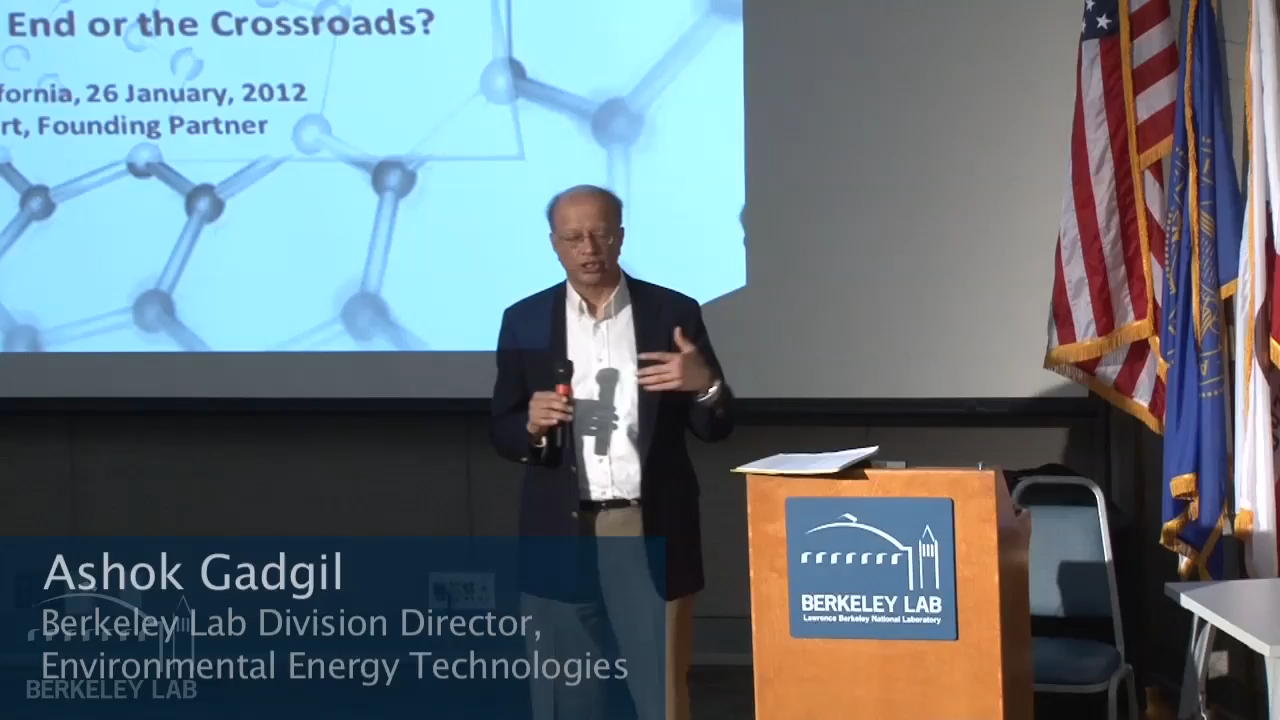 End or the Crossroads?
fornia, 26 January, 2012
rt, Founding Partner
BERKELEY LAB
Lawrence Berkeley National Laboratory
Ashok Gadgil
Berkeley Lab Division Director,
Environmental Energy Technologies
BERKELEY LAB